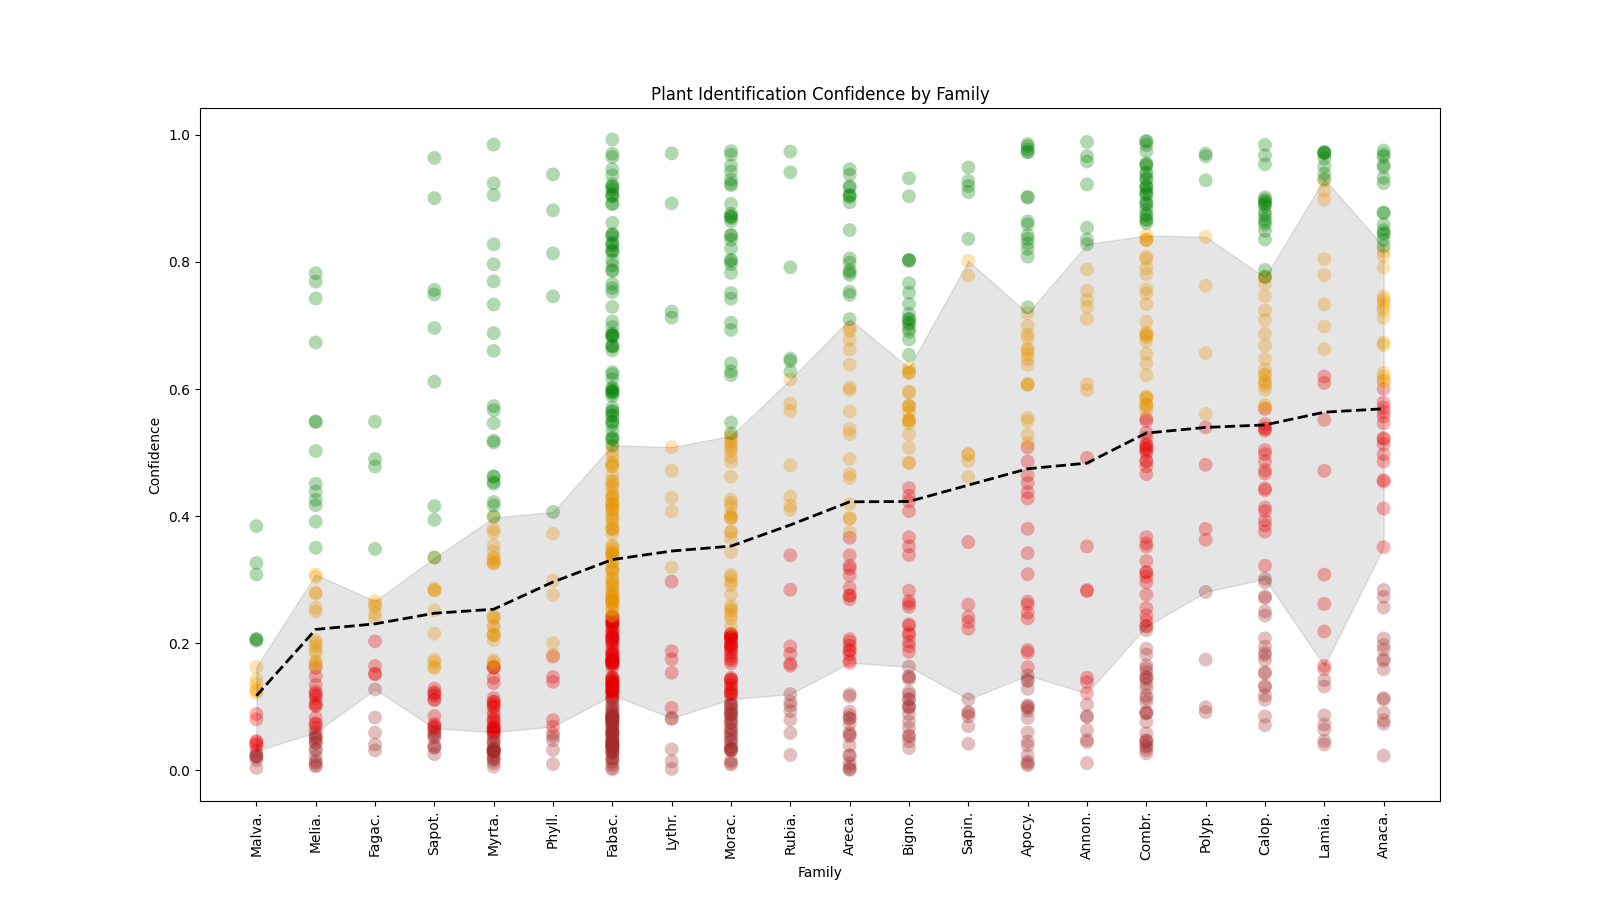 Plant Identification Confidence by Family
Confidence
1.0
0.8
0.6
0.4
0.2
0.0
Malva.
Melia.
Fagac.
Sapot.
Myrta.
Phyll.
Fabac.
Lythr.
Morac.
Rubia.
Areca.
Bigno.
Sapin.
Apocy.
Annon.
Combr.
Polyp.
Calop.
Lamia.
Anaca.
Family